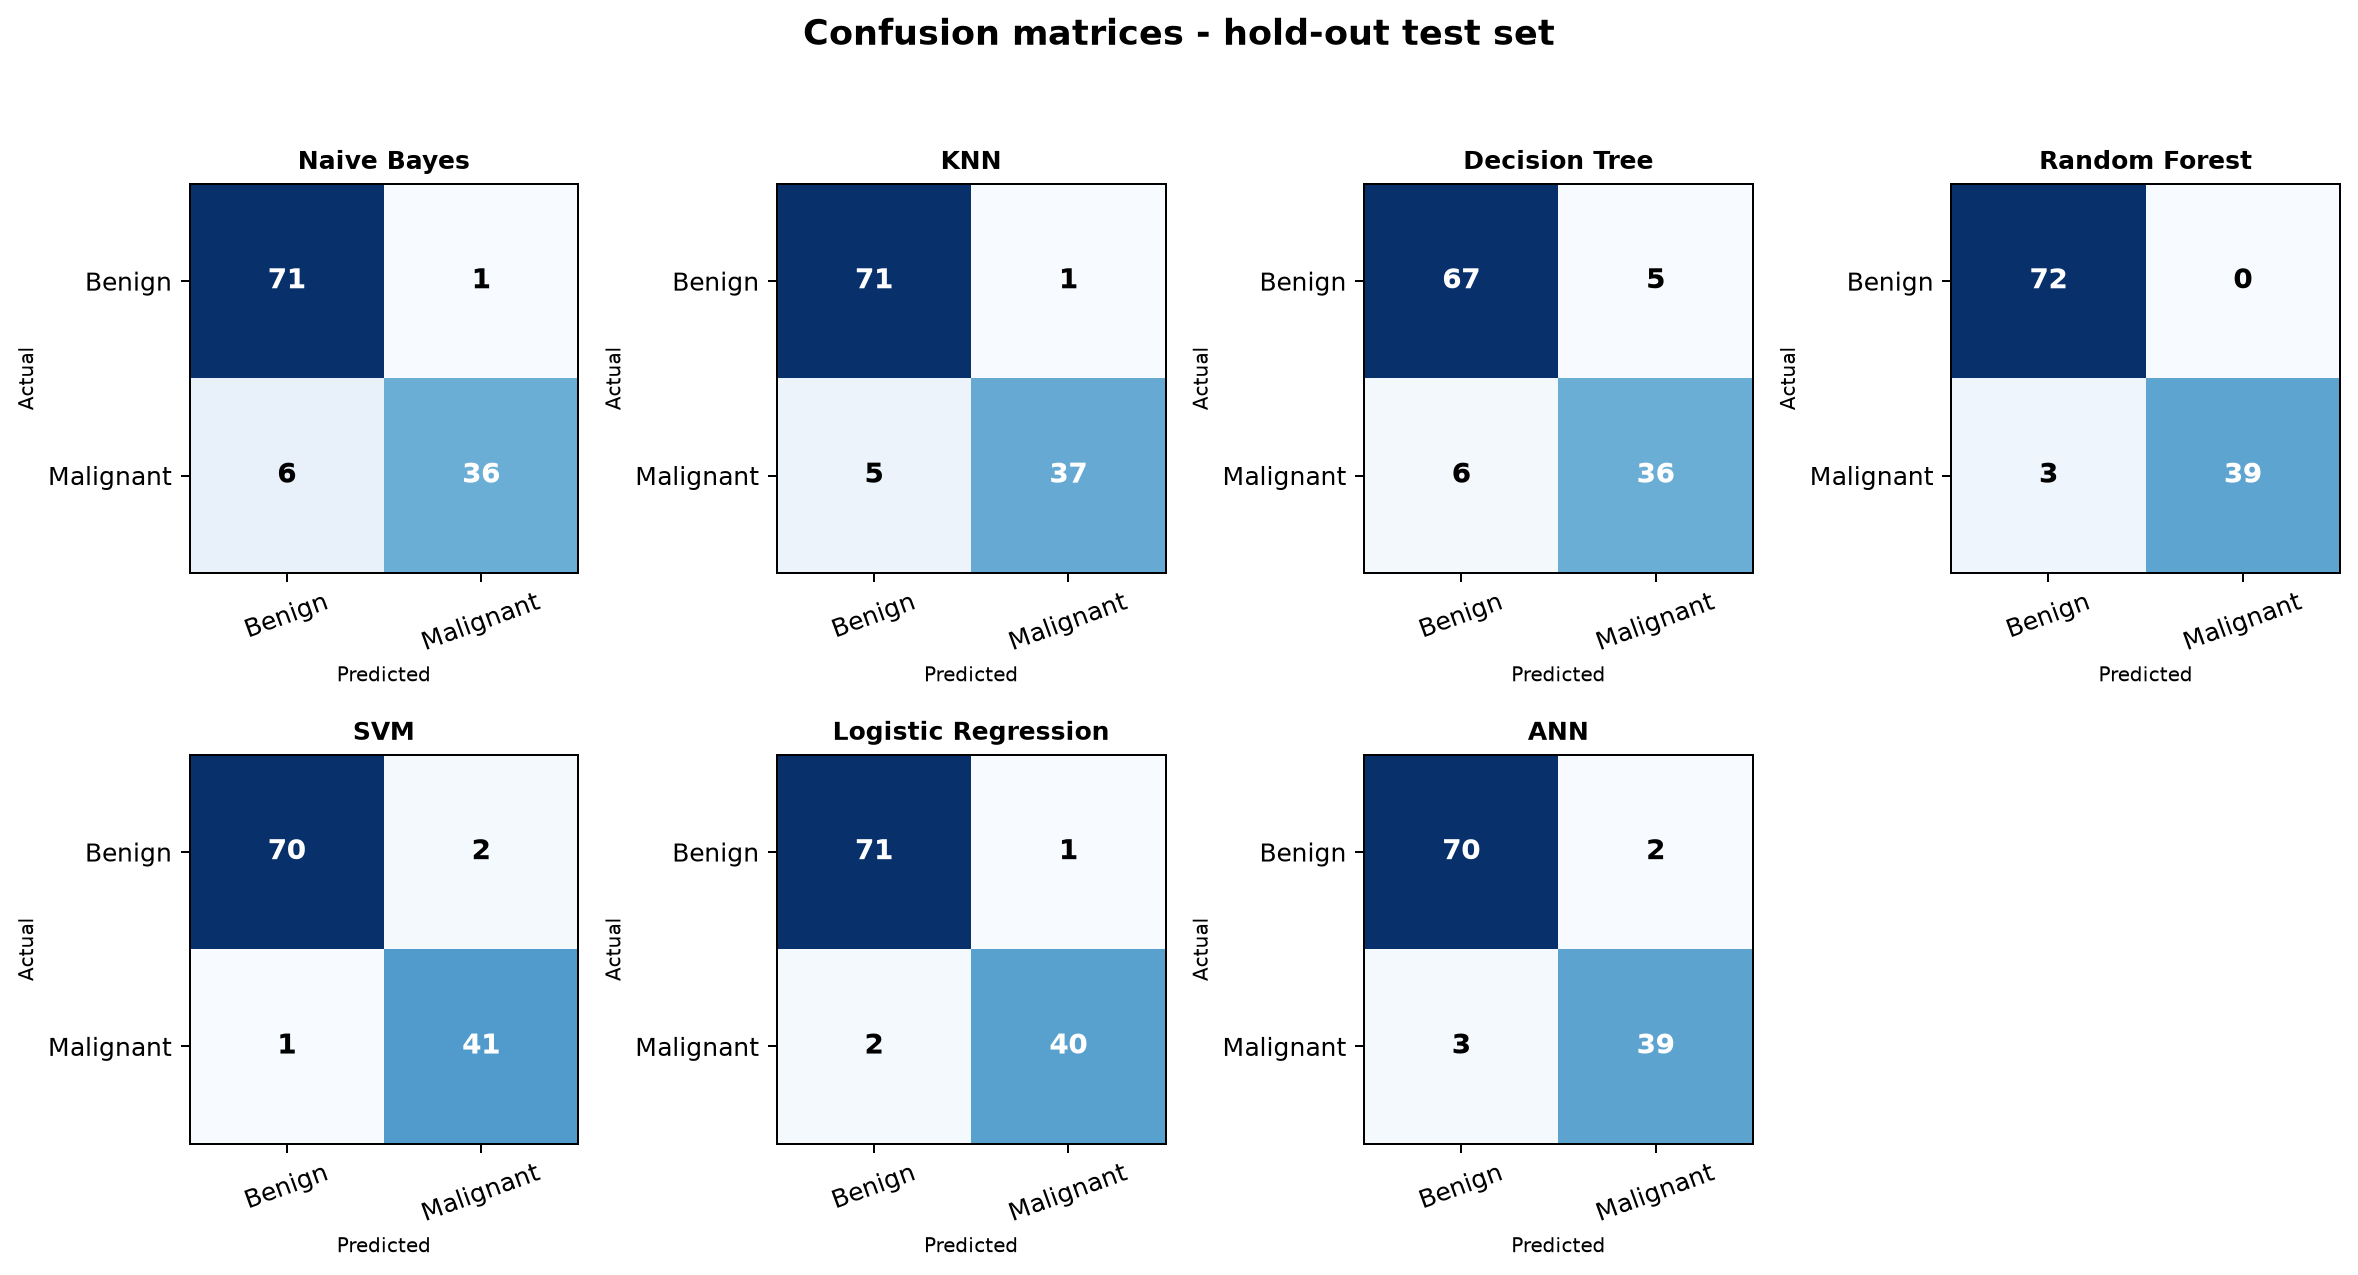 Confusion matrices - hold-out test set
Naive Bayes
Actual
Benign 71 1
Malignant 6 36
Benign Malignant
Predicted
KNN
Actual
Benign 71 1
Malignant 5 37
Benign Malignant
Predicted
Decision Tree
Actual
Benign 67 5
Malignant 6 36
Benign Malignant
Predicted
Random Forest
Actual
Benign 72 0
Malignant 3 39
Benign Malignant
Predicted
SVM
Actual
Benign 70 2
Malignant 1 41
Benign Malignant
Predicted
Logistic Regression
Actual
Benign 71 1
Malignant 2 40
Benign Malignant
Predicted
ANN
Actual
Benign 70 2
Malignant 3 39
Benign Malignant
Predicted